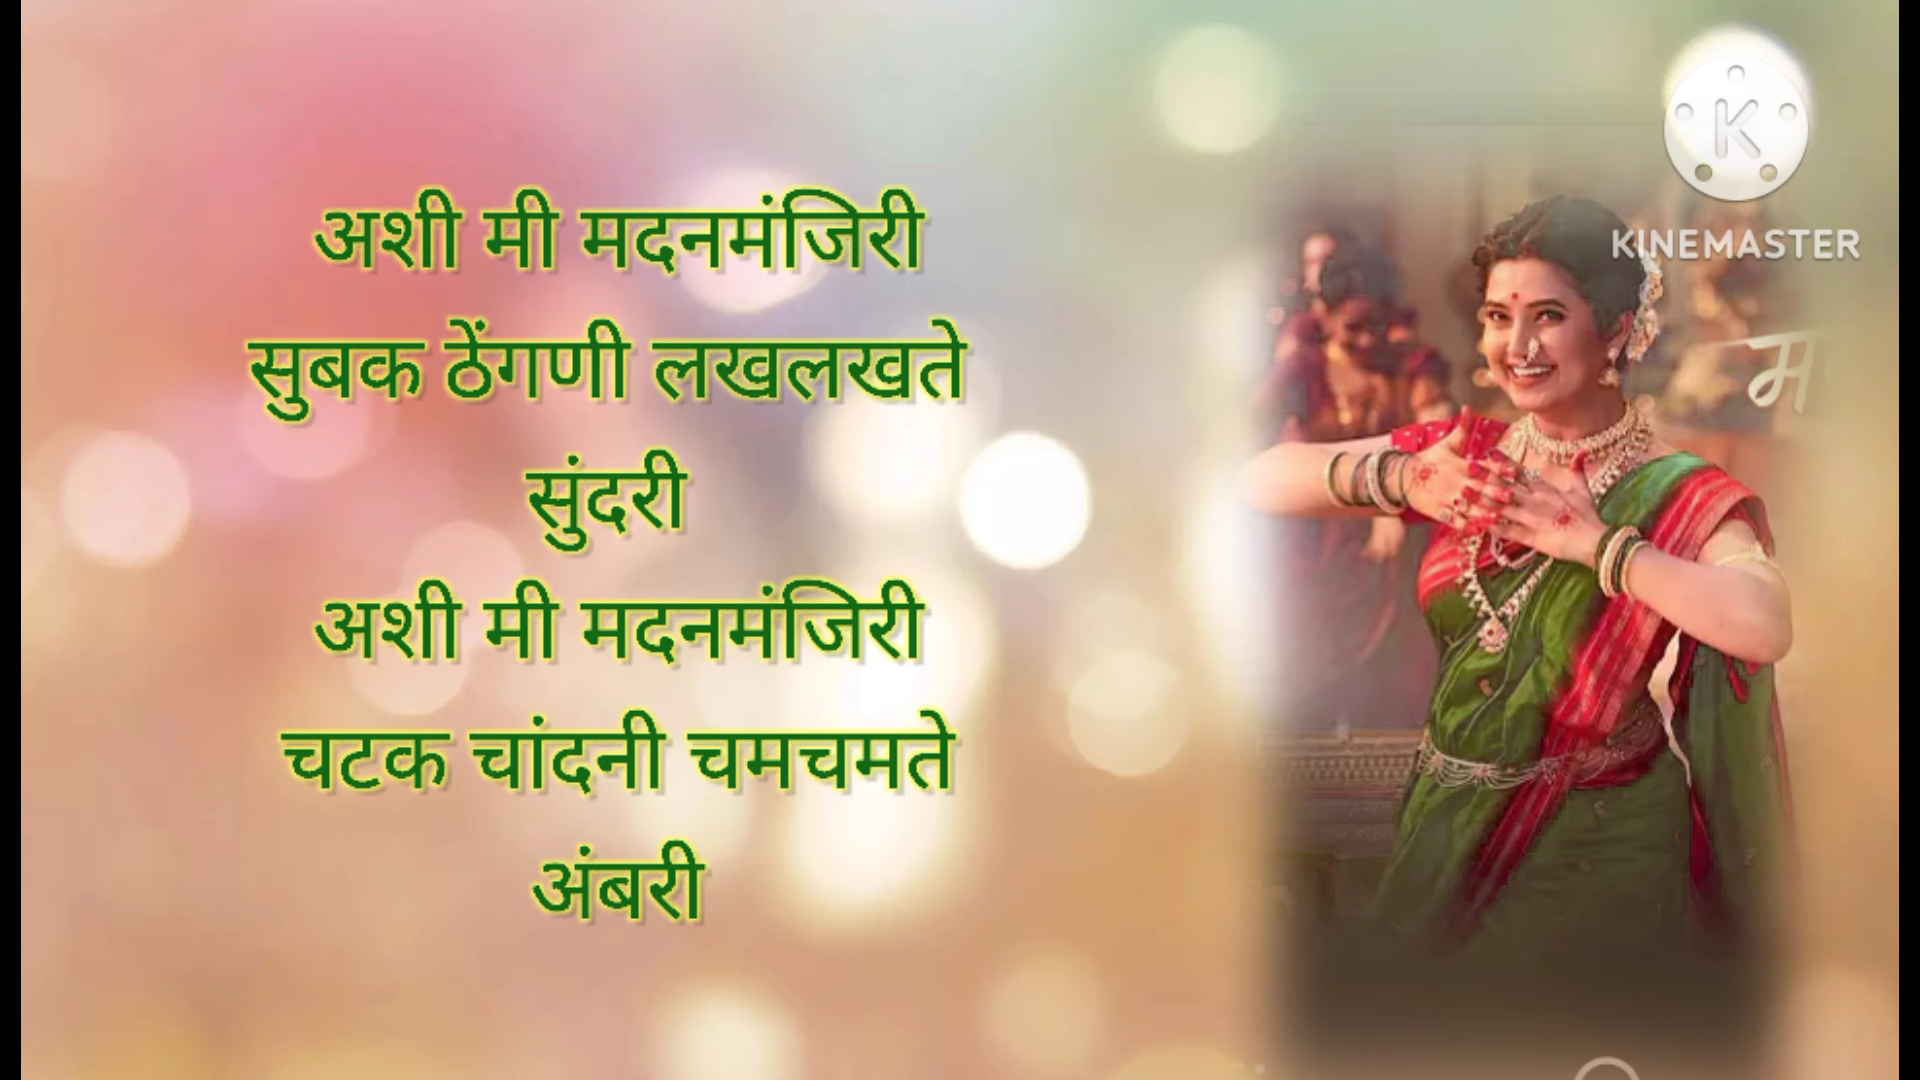 अशी मी मदनमंजिरी
सुबक ठेंगणी लखलखते
सुंदरी
अशी मी मदनमंजिरी
चटक चांदनी चमचमते
अंबरी
K
KINEMASTER
म